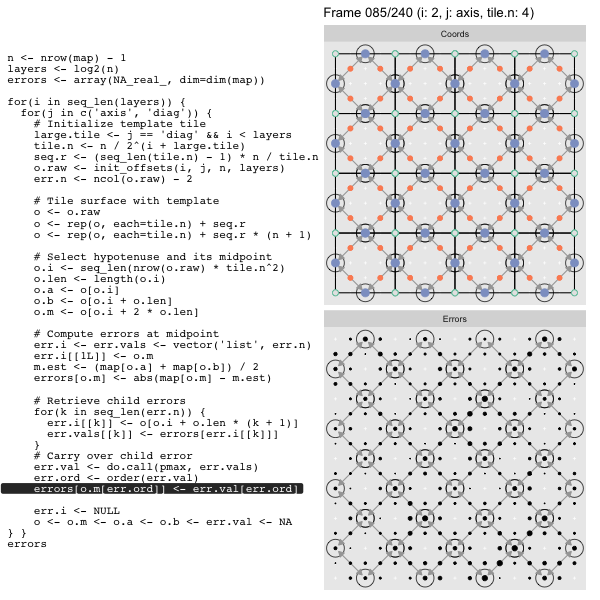 Frame 085/240 (i: 2, j: axis, tile.n: 4)
Coords
n <- nrow(map) - 1
layers <- log2(n)
errors <- array(NA_real_, dim=dim(map))
for(i in seq_len(layers)) {
  for(j in c('axis', 'diag')) {
    # Initialize template tile
    large.tile <- j == 'diag' && i < layers
    tile.n <- n / 2^(i + large.tile)
    seq.r <- (seq_len(tile.n) - 1) * n / tile.n
    o.raw <- init_offsets(i, j, n, layers)
    err.n <- ncol(o.raw) - 2
    # Tile surface with template
    o <- o.raw
    o <- rep(o, each=tile.n) + seq.r
    o <- rep(o, each=tile.n) + seq.r * (n + 1)
    # Select hypotenuse and its midpoint
    o.i <- seq_len(nrow(o.raw) * tile.n^2)
    o.len <- length(o.i)
    o.a <- o[o.i]
    o.b <- o[o.i + o.len]
    o.m <- o[o.i + 2 * o.len]
    # Compute errors at midpoint
    err.i <- err.vals <- vector('list', err.n)
    err.i[[1L]] <- o.m
    m.est <- (map[o.a] + map[o.b]) / 2
    errors[o.m] <- abs(map[o.m] - m.est)
    # Retrieve child errors
    for(k in seq_len(err.n)) {
      err.i[[k]] <- o[o.i + o.len * (k + 1)]
      err.vals[[k]] <- errors[err.i[[k]]]
    }
    # Carry over child error
    err.val <- do.call(pmax, err.vals)
    err.ord <- order(err.val)
    errors[o.m[err.ord]] <- err.val[err.ord]
    err.i <- NULL
    o <- o.m <- o.a <- o.b <- err.val <- NA
} }
errors
Errors